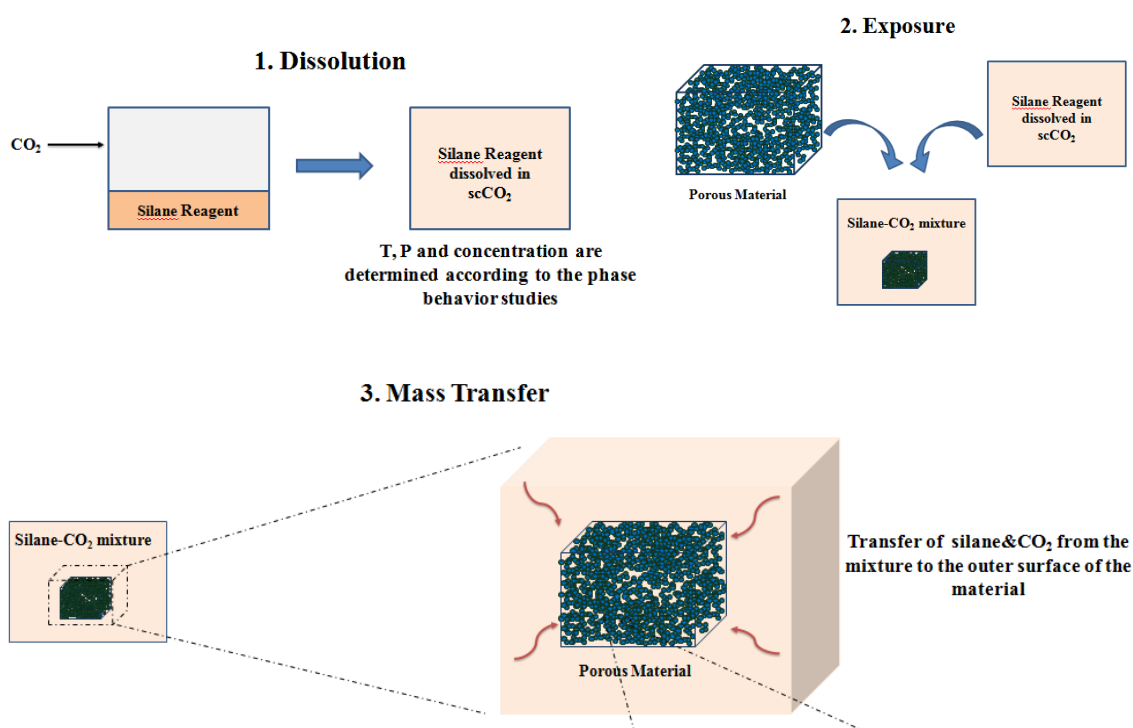 1. Dissolution
CO₂
Silane Reagent
Silane Reagent
dissolved in
scCO₂
T, P and concentration are
determined according to the phase
behavior studies
2. Exposure
Porous Material
Silane Reagent
dissolved in
scCO₂
Silane-CO₂ mixture
3. Mass Transfer
Silane-CO₂ mixture
Porous Material
Transfer of silane&CO₂ from the
mixture to the outer surface of the
material